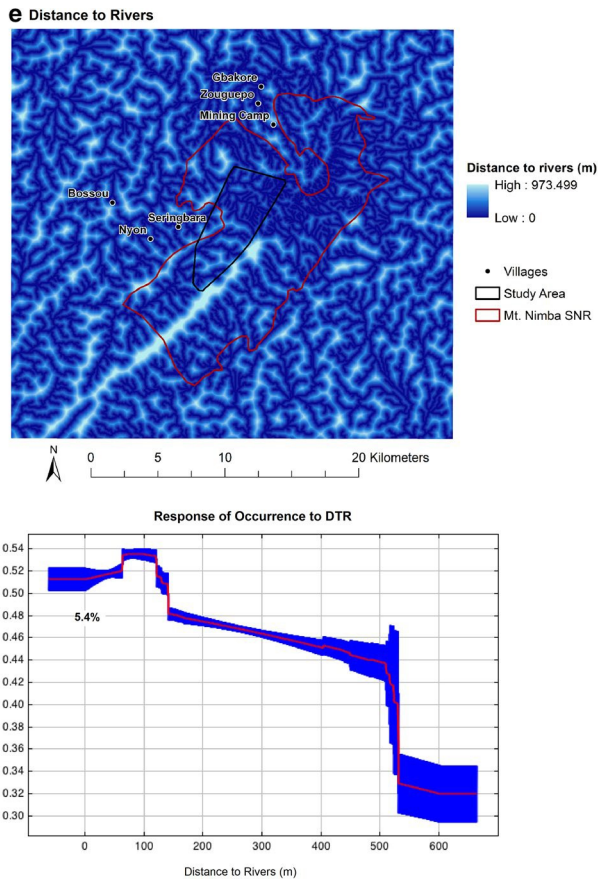 e Distance to Rivers
Gbakore
Zouguepo
Mining Camp
Bossou
Seringbara
Nyon
Distance to rivers (m)
High : 973.499
Low : 0
Villages
Study Area
Mt. Nimba SNR
N
0 5 10 20 Kilometers
Response of Occurrence to DTR
0.54
0.52
0.50
0.48
5.4%
0.46
0.44
0.42
0.40
0.38
0.36
0.34
0.32
0.30
0 100 200 300 400 500 600
Distance to Rivers (m)